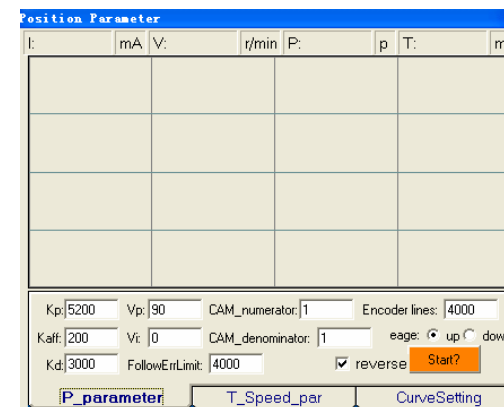 Position Parameter
I: mA V: r/min P: p T: m
Kp: 5200 Vp: 90 CAM_numerator: 1 Encoder lines: 4000
Kaff: 200 Vi: 0 CAM_denominator: 1 eage: up dow
Kd: 3000 FollowErrLimit: 4000 reverse Start?
P_parameter T_Speed_par CurveSetting